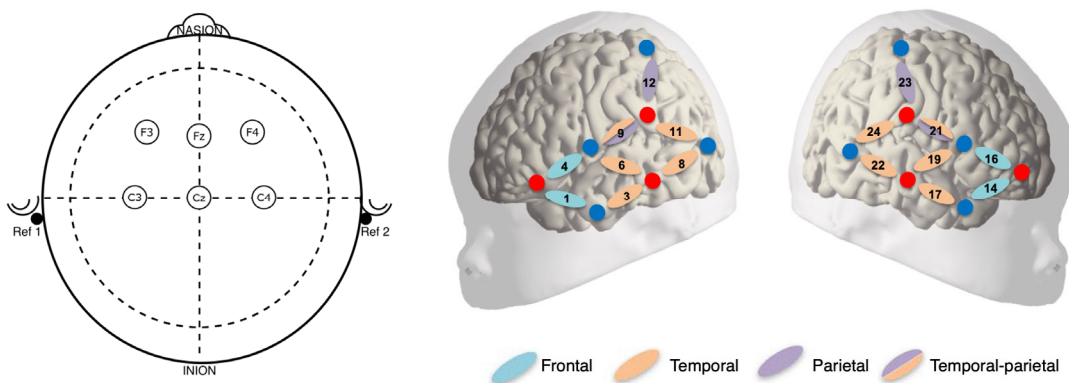 NASION
F3 Fz F4
C3 Cz C4
Ref 1 Ref 2
INION
12
9 11
4 6 8
1 3
23
24 21
22 19 16
17 14
Frontal Temporal Parietal Temporal-parietal